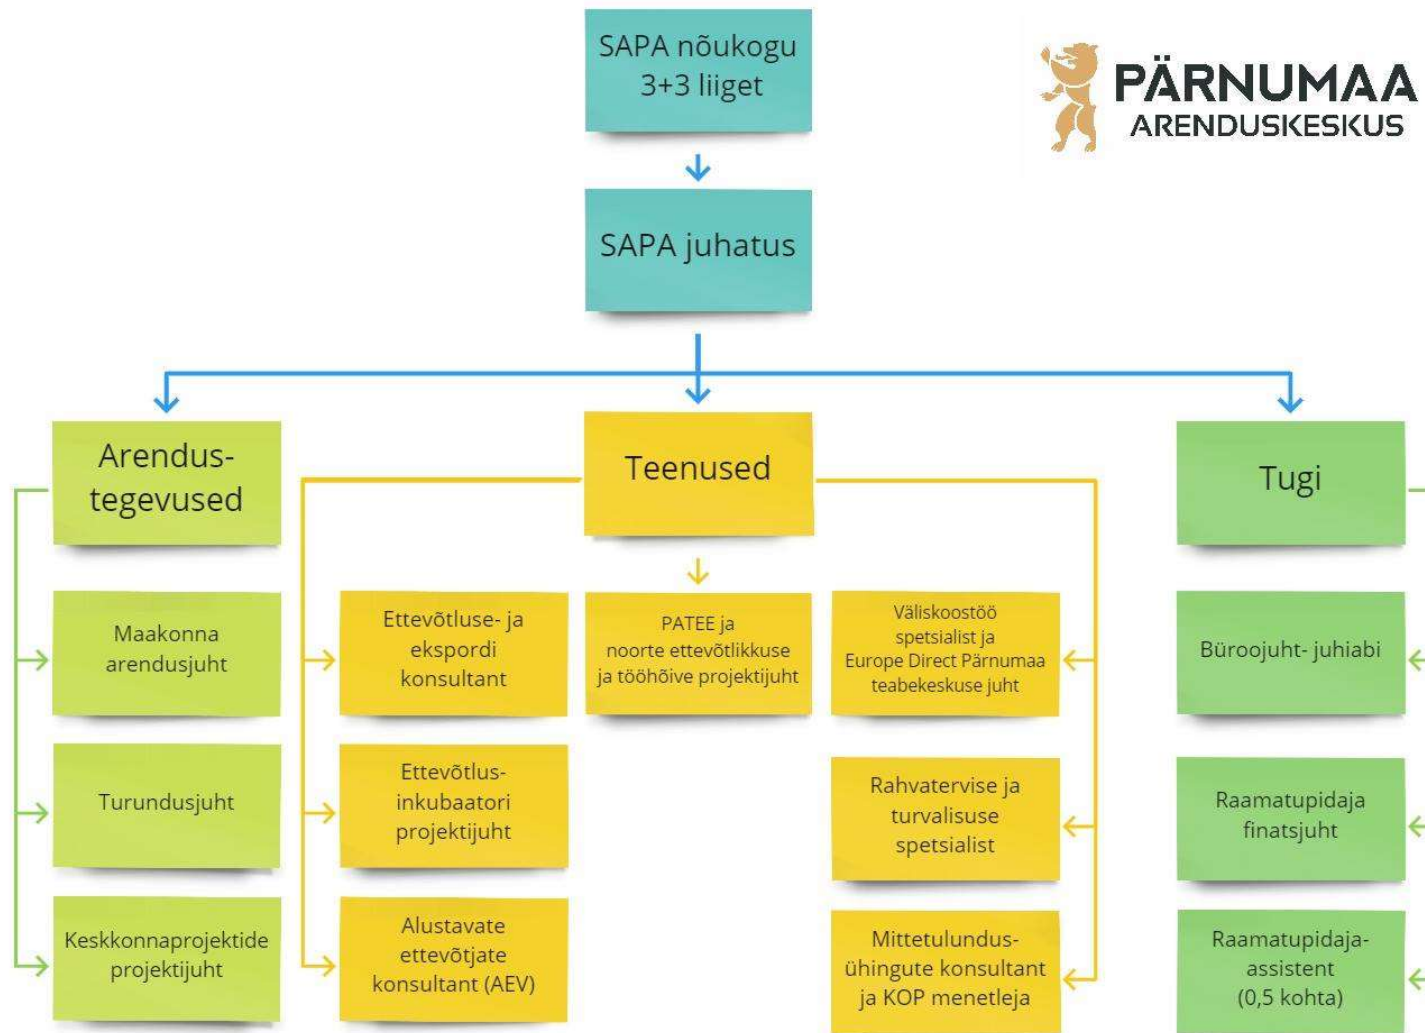 SAPA nõukogu
3+3 liiget
PÄRNUMAA
ARENDUSKESKUS
SAPA juhatus
Arendus-
tegevused
Teenused
Tugi
Maakonna
arendusjuht
Ettevõtluse- ja
ekspordi
konsultant
PATEE ja
noorte ettevõtlikkuse
ja tööhõive projektijuht
Väliskoostöö
spetsialist ja
Europe Direct Pärnumaa
teabekeskuse juht
Büroojuht- juhiabi
Turundusjuht
Ettevõtlus-
inkubaatori
projektijuht
Rahvatervise ja
turvalisuse
spetsialist
Raamatupidaja
finatsjuht
Keskkonnaprojektide
projektijuht
Alustavate
ettevõtjate
konsultant (AEV)
Mittetulundus-
ühingute konsultant
ja KOP menetleja
Raamatupidaja-
assistent
(0,5 kohta)